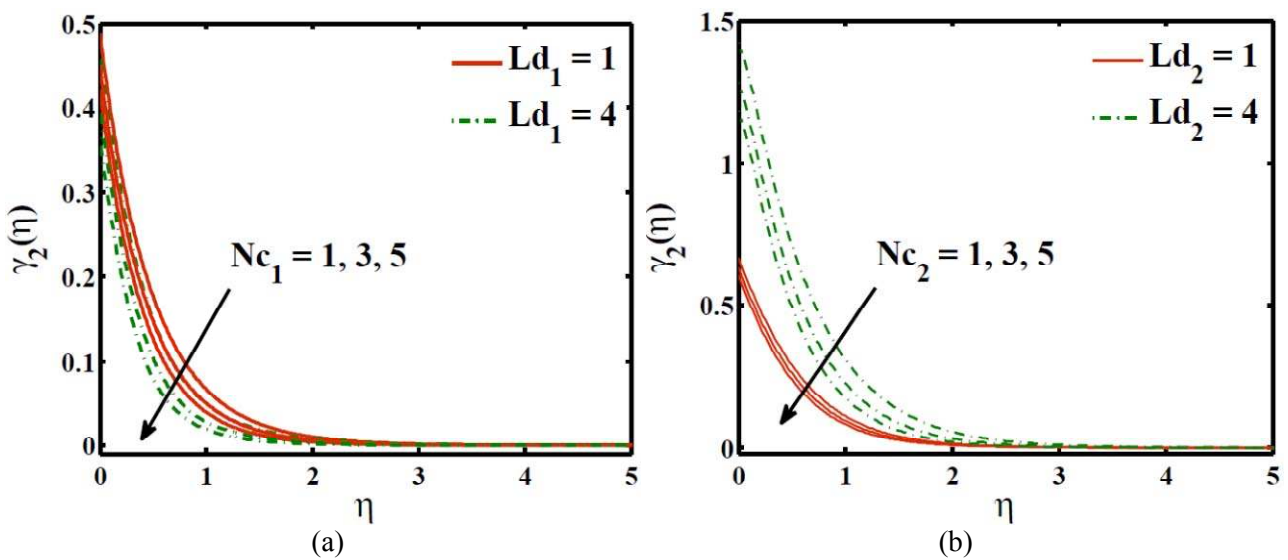 0.5
0.4
0.3
0.2
0.1
0
γ₂(η)
Ld₁ = 1
Ld₁ = 4
Nc₁ = 1, 3, 5
0 1 2 3 4 5
η
(a)
1.5
1
0.5
0
γ₂(η)
Ld₂ = 1
Ld₂ = 4
Nc₂ = 1, 3, 5
0 1 2 3 4 5
η
(b)